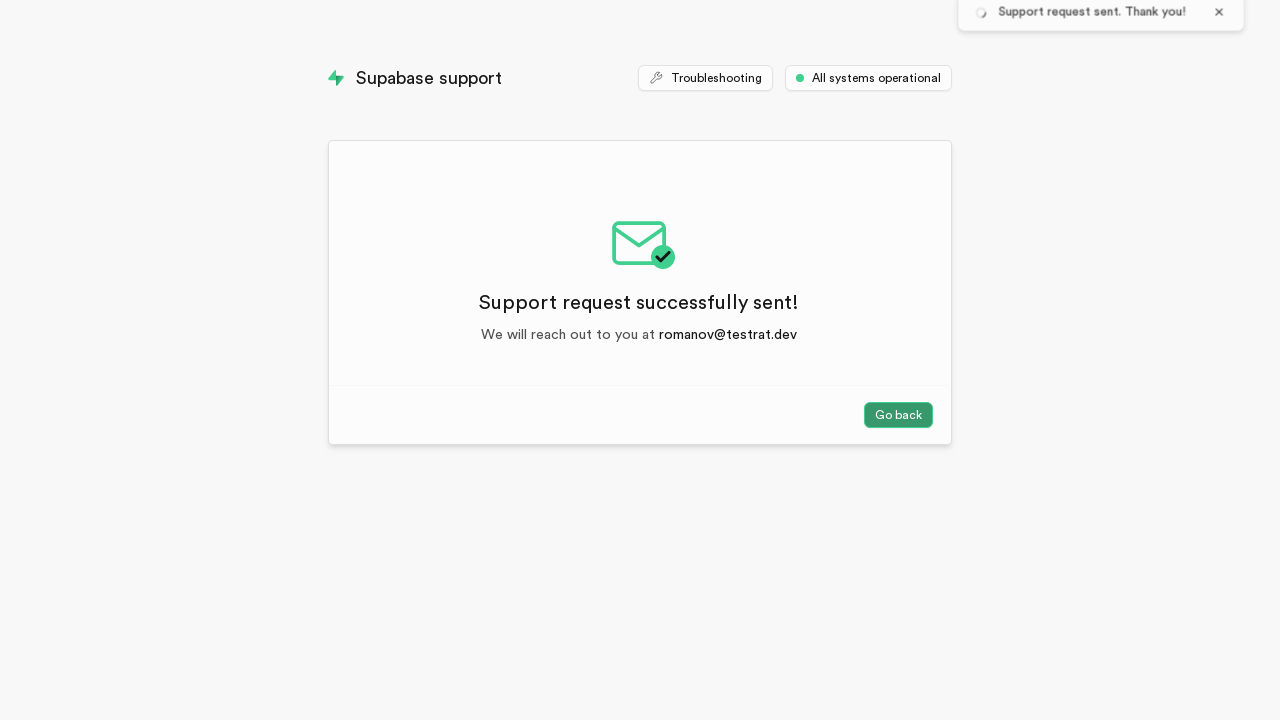 Support request sent. Thank you!
Supabase support
Troubleshooting
All systems operational
Support request successfully sent!
We will reach out to you at romanov@testrat.dev
Go back